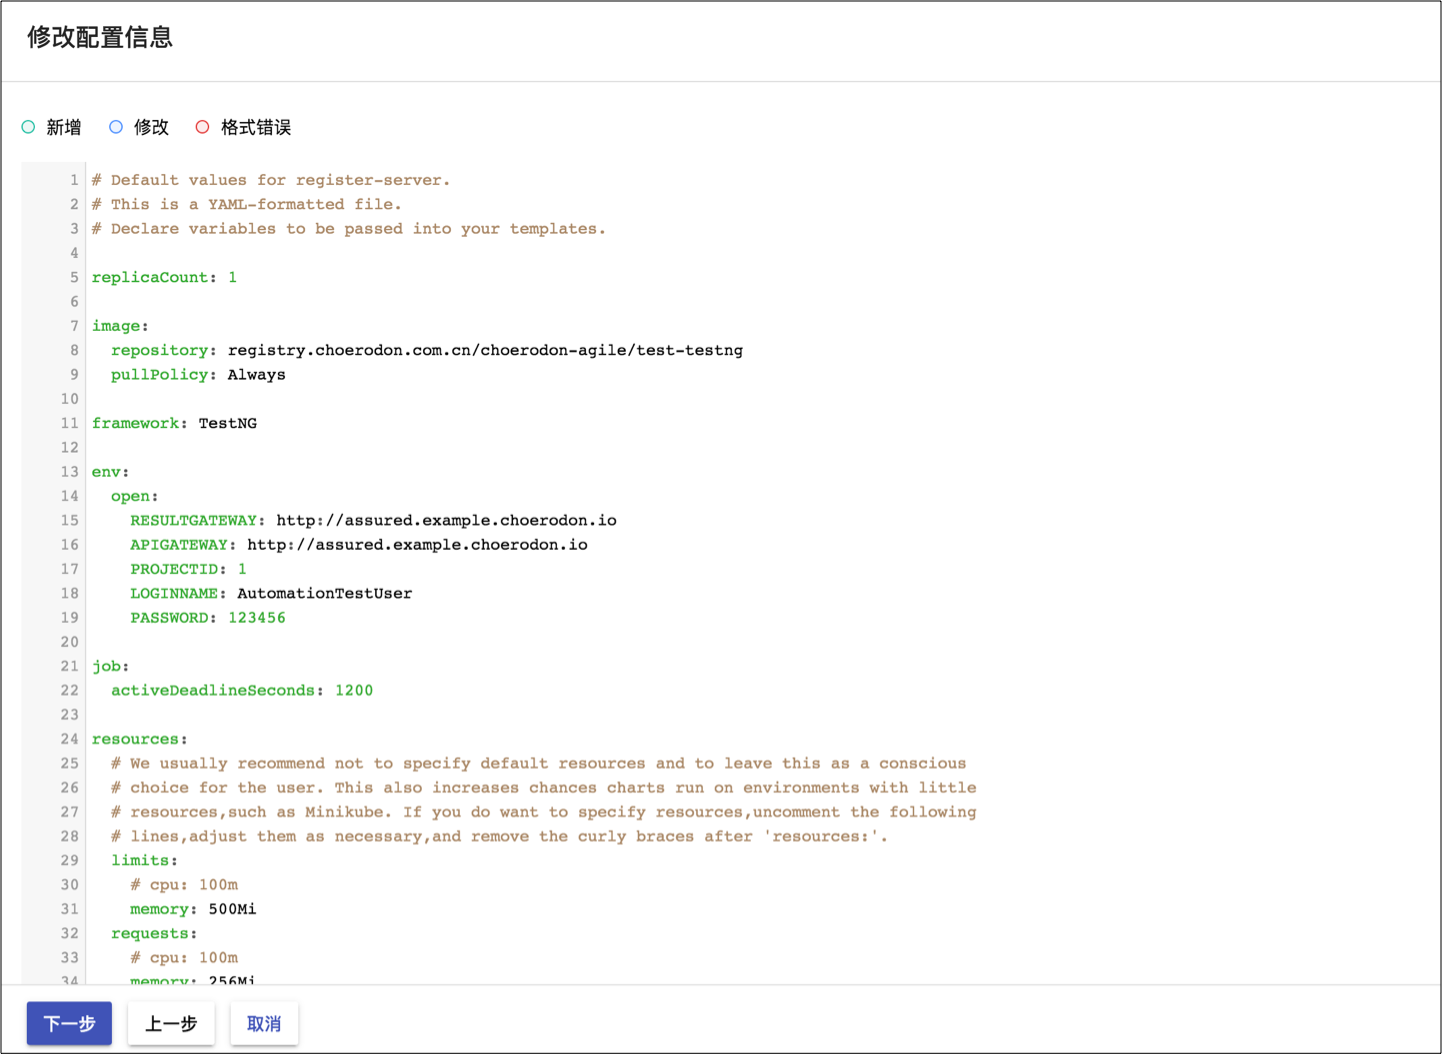 修改配置信息
新增 修改 格式错误
1 # Default values for register-server.
2 # This is a YAML-formatted file.
3 # Declare variables to be passed into your templates.
4
5 replicaCount: 1
6
7 image:
8   repository: registry.choerodon.com.cn/choerodon-agile/test-testng
9   pullPolicy: Always
10
11 framework: TestNG
12
13 env:
14   open:
15     RESULTGATEWAY: http://assured.example.choerodon.io
16     APIGATEWAY: http://assured.example.choerodon.io
17     PROJECTID: 1
18     LOGINNAME: AutomationTestUser
19     PASSWORD: 123456
20
21 job:
22   activeDeadlineSeconds: 1200
23
24 resources:
25   # We usually recommend not to specify default resources and to leave this as a conscious
26   # choice for the user. This also increases chances charts run on environments with little
27   # resources,such as Minikube. If you do want to specify resources,uncomment the following
28   # lines,adjust them as necessary,and remove the curly braces after 'resources:'.
29   limits:
30     # cpu: 100m
31     memory: 500Mi
32   requests:
33     # cpu: 100m
34     memory: 256Mi
下一步 上一步 取消